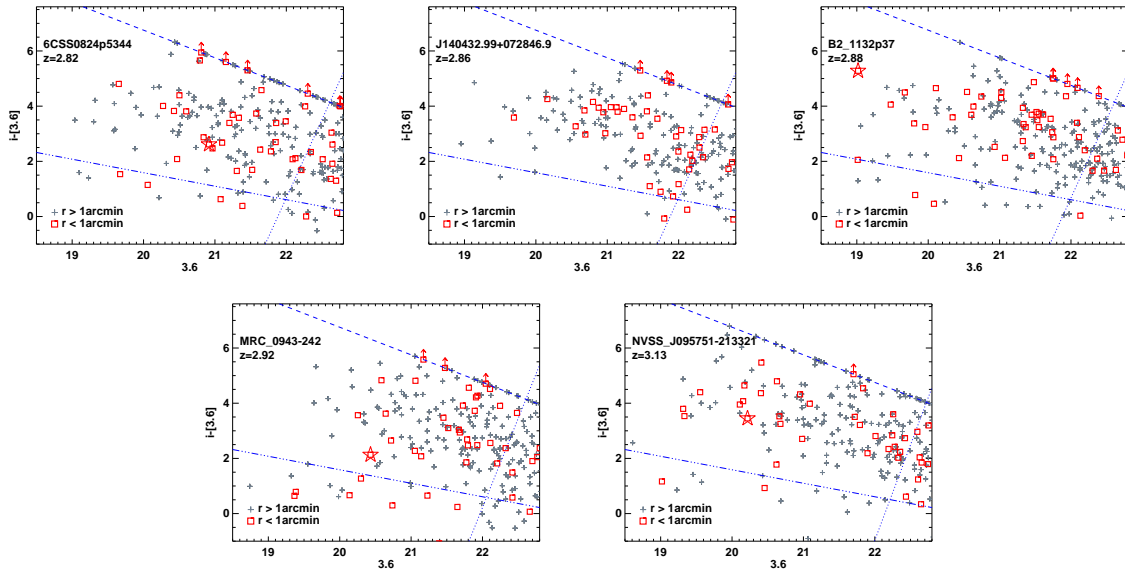 6CSS0824p5344
z=2.82
i-[3.6]
6
4
2
0
+ r > 1arcmin
□ r < 1arcmin
19 20 21 22
3.6
J140432.99+072846.9
z=2.86
i-[3.6]
6
4
2
0
+ r > 1arcmin
□ r < 1arcmin
19 20 21 22
3.6
B2_1132p37
z=2.88
i-[3.6]
6
4
2
0
+ r > 1arcmin
□ r < 1arcmin
19 20 21 22
3.6
MRC_0943-242
z=2.92
i-[3.6]
6
4
2
0
+ r > 1arcmin
□ r < 1arcmin
19 20 21 22
3.6
NVSS_J095751-213321
z=3.13
i-[3.6]
6
4
2
0
+ r > 1arcmin
□ r < 1arcmin
19 20 21 22
3.6